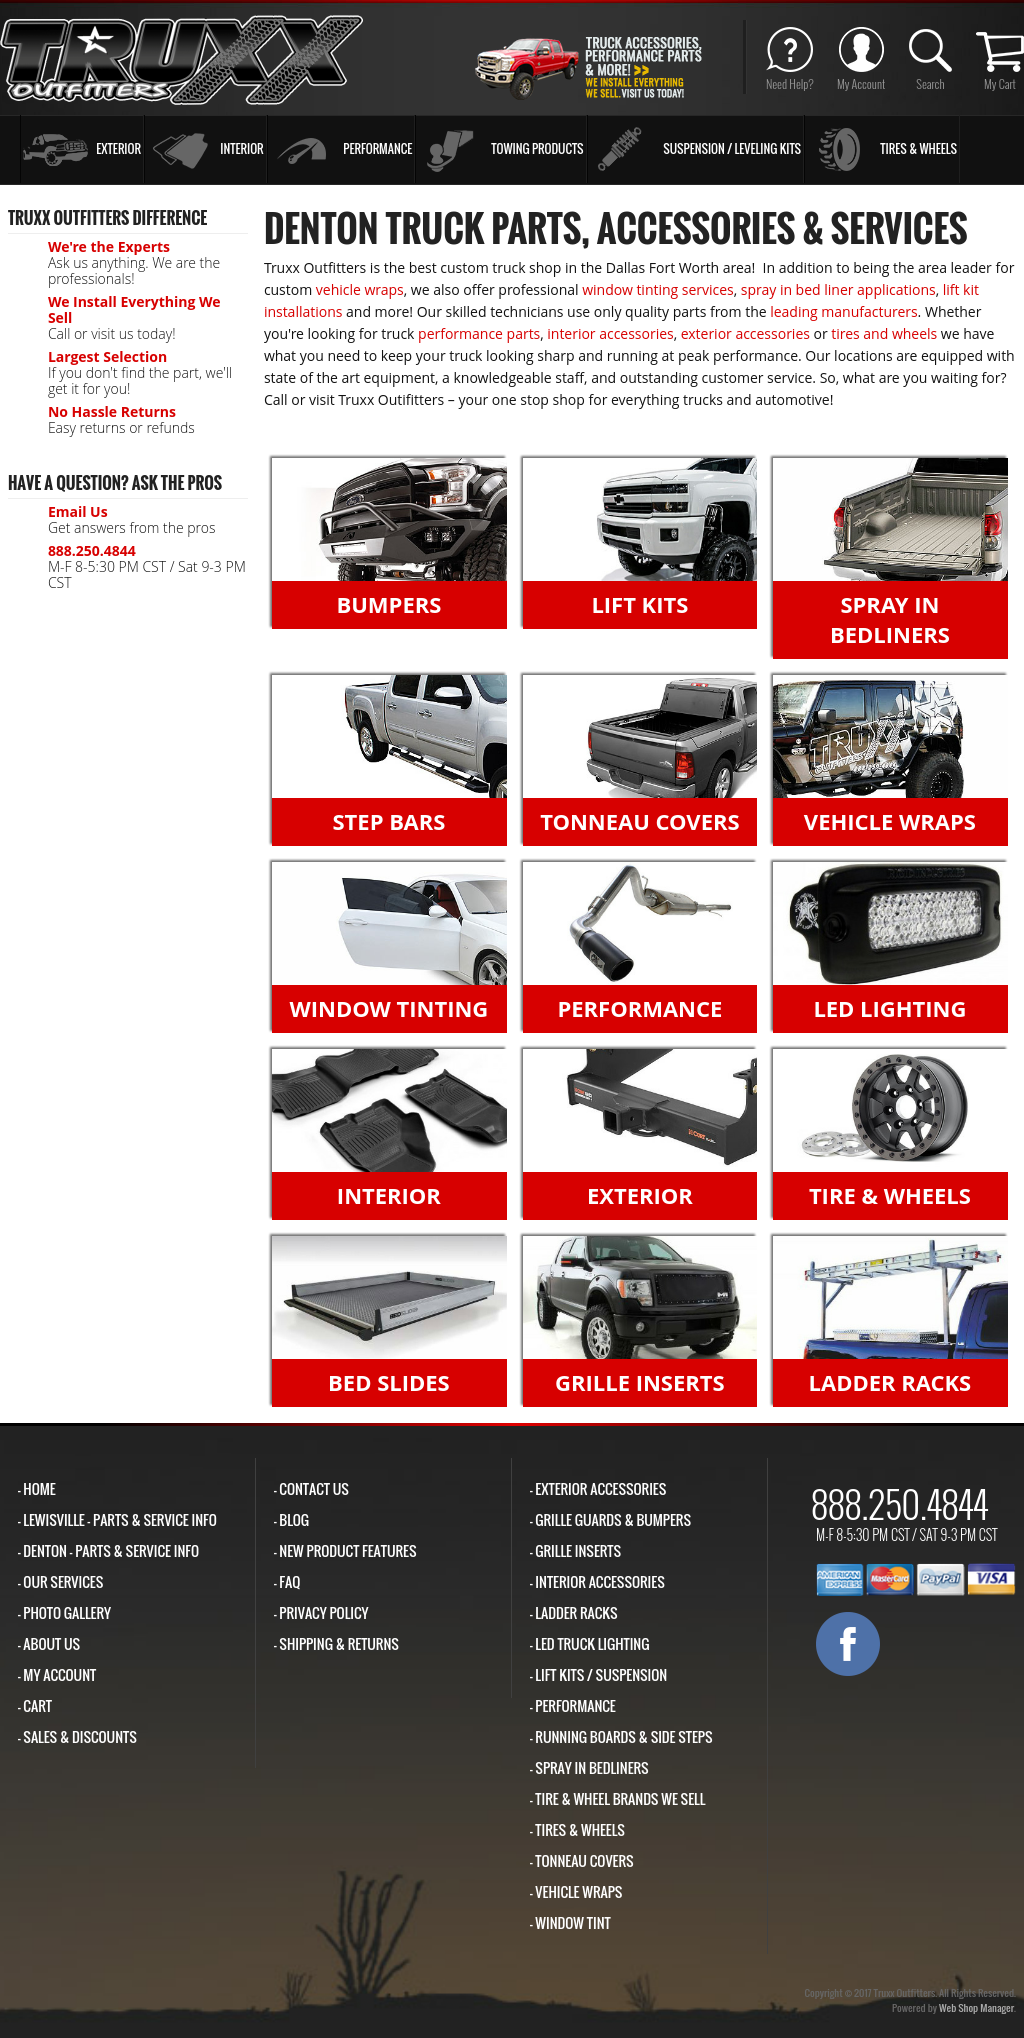 TRUXX
OUTFITTERS
TRUCK ACCESSORIES,
PERFORMANCE PARTS
& MORE! >>
WE INSTALL EVERYTHING
WE SELL. VISIT US TODAY!
Need Help?
My Account
Search
My Cart
EXTERIOR
INTERIOR
PERFORMANCE
TOWING PRODUCTS
SUSPENSION / LEVELING KITS
TIRES & WHEELS
TRUXX OUTFITTERS DIFFERENCE
We're the Experts
Ask us anything. We are the
professionals!
We Install Everything We
Sell
Call or visit us today!
Largest Selection
If you don't find the part, we'll
get it for you!
No Hassle Returns
Easy returns or refunds
HAVE A QUESTION? ASK THE PROS
Email Us
Get answers from the pros
888.250.4844
M-F 8-5:30 PM CST / Sat 9-3 PM
CST
DENTON TRUCK PARTS, ACCESSORIES & SERVICES
Truxx Outfitters is the best custom truck shop in the Dallas Fort Worth area!  In addition to being the area leader for
custom vehicle wraps, we also offer professional window tinting services, spray in bed liner applications, lift kit
installations and more! Our skilled technicians use only quality parts from the leading manufacturers. Whether
you're looking for truck performance parts, interior accessories, exterior accessories or tires and wheels we have
what you need to keep your truck looking sharp and running at peak performance. Our locations are equipped with
state of the art equipment, a knowledgeable staff, and outstanding customer service. So, what are you waiting for?
Call or visit Truxx Outifitters – your one stop shop for everything trucks and automotive!
BUMPERS
LIFT KITS
SPRAY IN
BEDLINERS
STEP BARS
TONNEAU COVERS
TRUXX
OUTFITTERS
VEHICLE WRAPS
WINDOW TINTING
PERFORMANCE
LED LIGHTING
INTERIOR
EXTERIOR
TIRE & WHEELS
BED SLIDES
GRILLE INSERTS
LADDER RACKS
- HOME
- LEWISVILLE - PARTS & SERVICE INFO
- DENTON - PARTS & SERVICE INFO
- OUR SERVICES
- PHOTO GALLERY
- ABOUT US
- MY ACCOUNT
- CART
- SALES & DISCOUNTS
- CONTACT US
- BLOG
- NEW PRODUCT FEATURES
- FAQ
- PRIVACY POLICY
- SHIPPING & RETURNS
- EXTERIOR ACCESSORIES
- GRILLE GUARDS & BUMPERS
- GRILLE INSERTS
- INTERIOR ACCESSORIES
- LADDER RACKS
- LED TRUCK LIGHTING
- LIFT KITS / SUSPENSION
- PERFORMANCE
- RUNNING BOARDS & SIDE STEPS
- SPRAY IN BEDLINERS
- TIRE & WHEEL BRANDS WE SELL
- TIRES & WHEELS
- TONNEAU COVERS
- VEHICLE WRAPS
- WINDOW TINT
888.250.4844
M-F 8-5:30 PM CST / SAT 9-3 PM CST
AMERICAN EXPRESS MasterCard PayPal VISA
f
Copyright © 2017 Truxx Outfitters. All Rights Reserved.
Powered by Web Shop Manager.